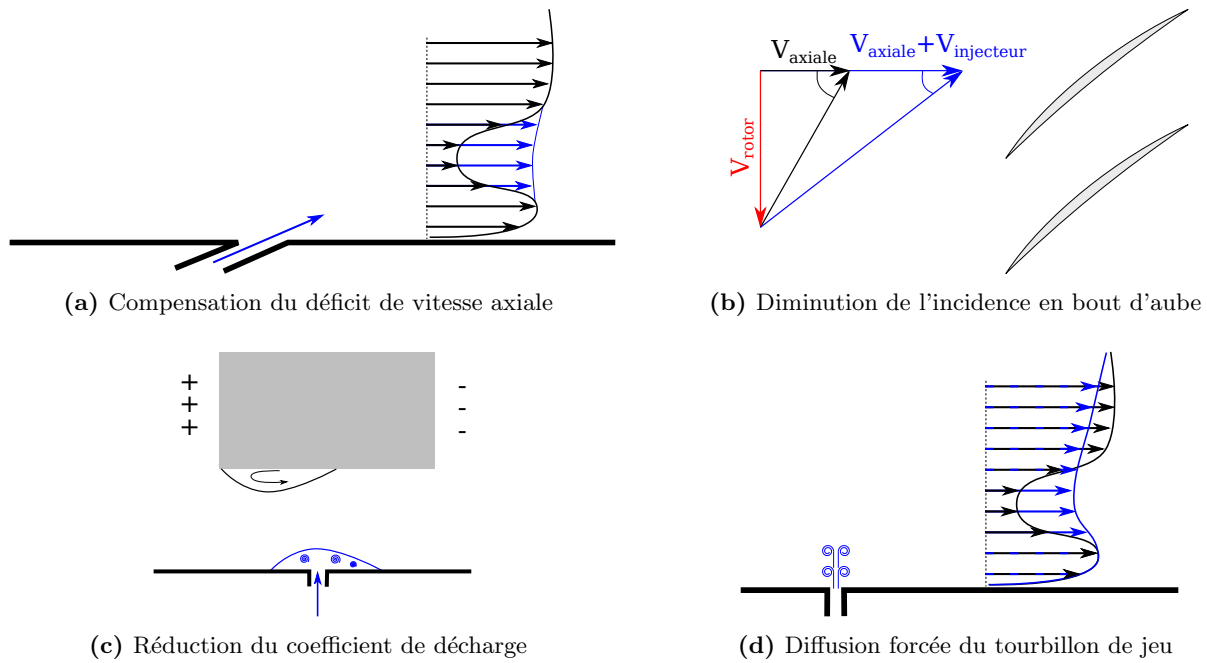 V_axiale
V_axiale+V_injecteur
V_rotor
(a) Compensation du déficit de vitesse axiale
(b) Diminution de l'incidence en bout d'aube
+ -
+ -
+ -
(c) Réduction du coefficient de décharge
(d) Diffusion forcée du tourbillon de jeu